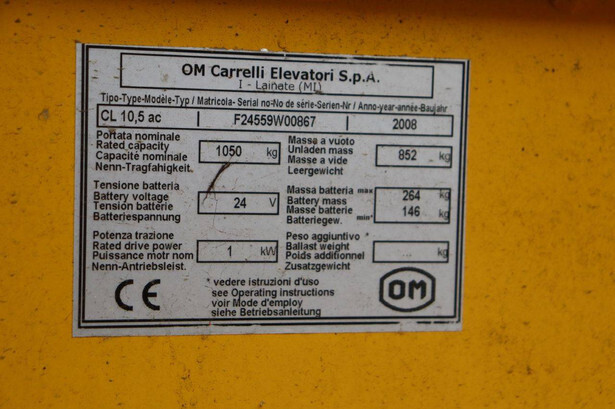 OM Carrelli Elevatori S.p.A.
I - Lainate (MI)
Tipo-Type-Modèle-Typ / Matricola- Serial no-No de série-Serien-Nr / Anno-year-année-Baujahr
CL 10,5 ac F24559W00867 2008
Portata nominale
Rated capacity
Capacité nominale
Nenn-Tragfahigkeit.
1050 kg
Massa a vuoto
Unladen mass
Masse a vide
Leergewicht
852 kg
Tensione batteria
Battery voltage
Tension batterie
Batteriespannung
24 V
Massa batteria max
Battery mass
Masse batterie
Batteriegew. min*
264 kg
146 kg
Potenza trazione
Rated drive power
Puissance motr nom
Nenn-Antriebsleist.
1 kW
Peso aggiuntivo *
Ballast weight
Poids additionnel
Zusatzgewicht
kg
CE
* vedere istruzioni d'uso
see Operating instructions
voir Mode d'employ
siehe Betriebsanleitung
OM